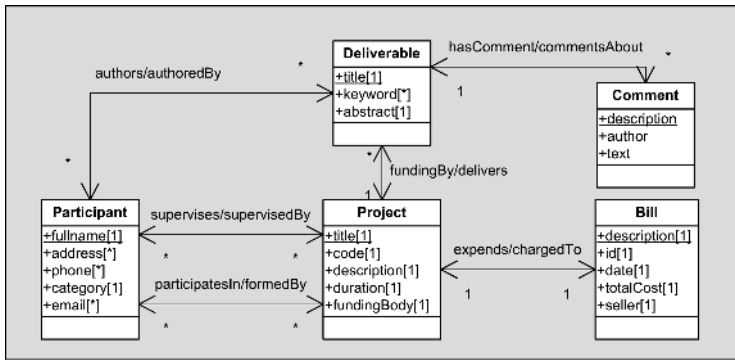 Deliverable
+title[1]
+keyword[*]
+abstract[1]
hasComment/commentsAbout
*
1
authors/authoredBy
*
*
Comment
+description
+author
+text
*
fundingBy/delivers
1
Participant
+fullname[1]
+address[*]
+phone[*]
+category[1]
+email[*]
supervises/supervisedBy
*
*
participatesIn/formedBy
*
*
Project
+title[1]
+code[1]
+description[1]
+duration[1]
+fundingBody[1]
expends/chargedTo
1
1
Bill
+description[1]
+id[1]
+date[1]
+totalCost[1]
+seller[1]